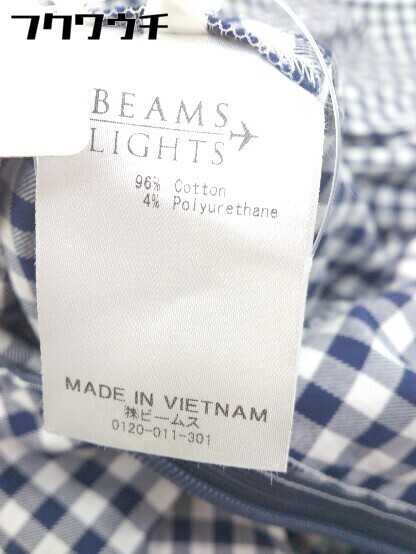 フクウウチ
BEAMS
LIGHTS
96% Cotton
4% Polyurethane
MADE IN VIETNAM
㈱ビームス
0120-011-301